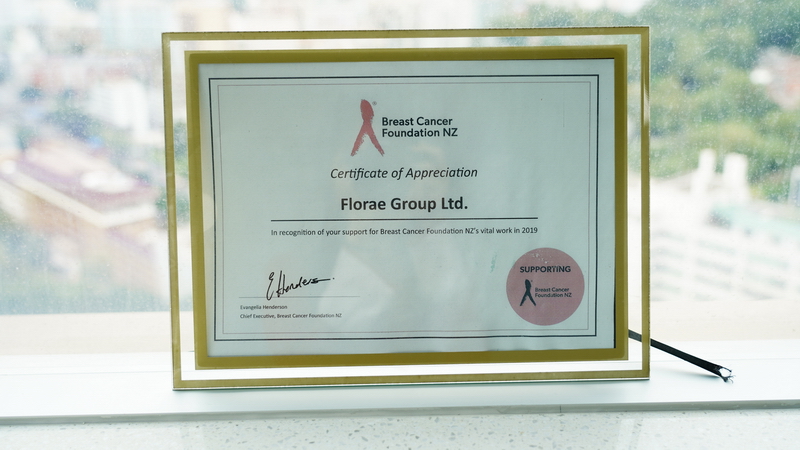 Breast Cancer
Foundation NZ
Certificate of Appreciation
Florae Group Ltd.
In recognition of your support for Breast Cancer Foundation NZ's vital work in 2019
E Henderson.
Evangelia Henderson
Chief Executive, Breast Cancer Foundation NZ
SUPPORTING
Breast Cancer
Foundation NZ